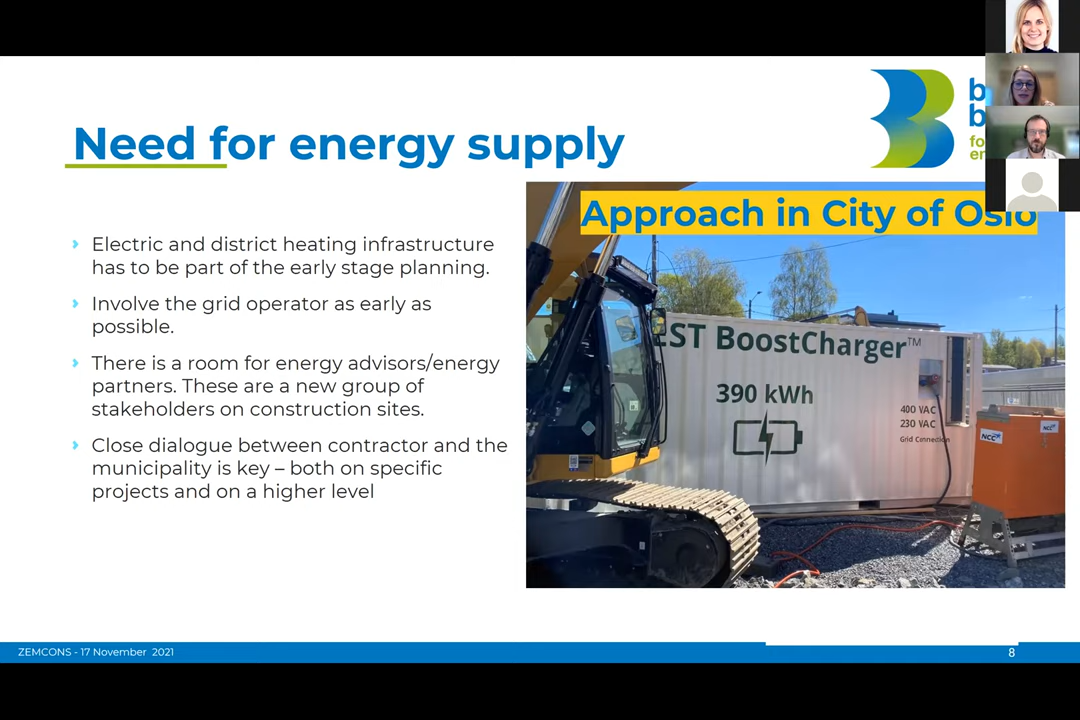 Need for energy supply
Approach in City of Oslo
Electric and district heating infrastructure
has to be part of the early stage planning.
Involve the grid operator as early as
possible.
There is a room for energy advisors/energy
partners. These are a new group of
stakeholders on construction sites.
Close dialogue between contractor and the
municipality is key – both on specific
projects and on a higher level
BoostCharger™
390 kWh
400 VAC
230 VAC
Grid Connection
NCC
NCC
ZEMCONS - 17 November 2021
8